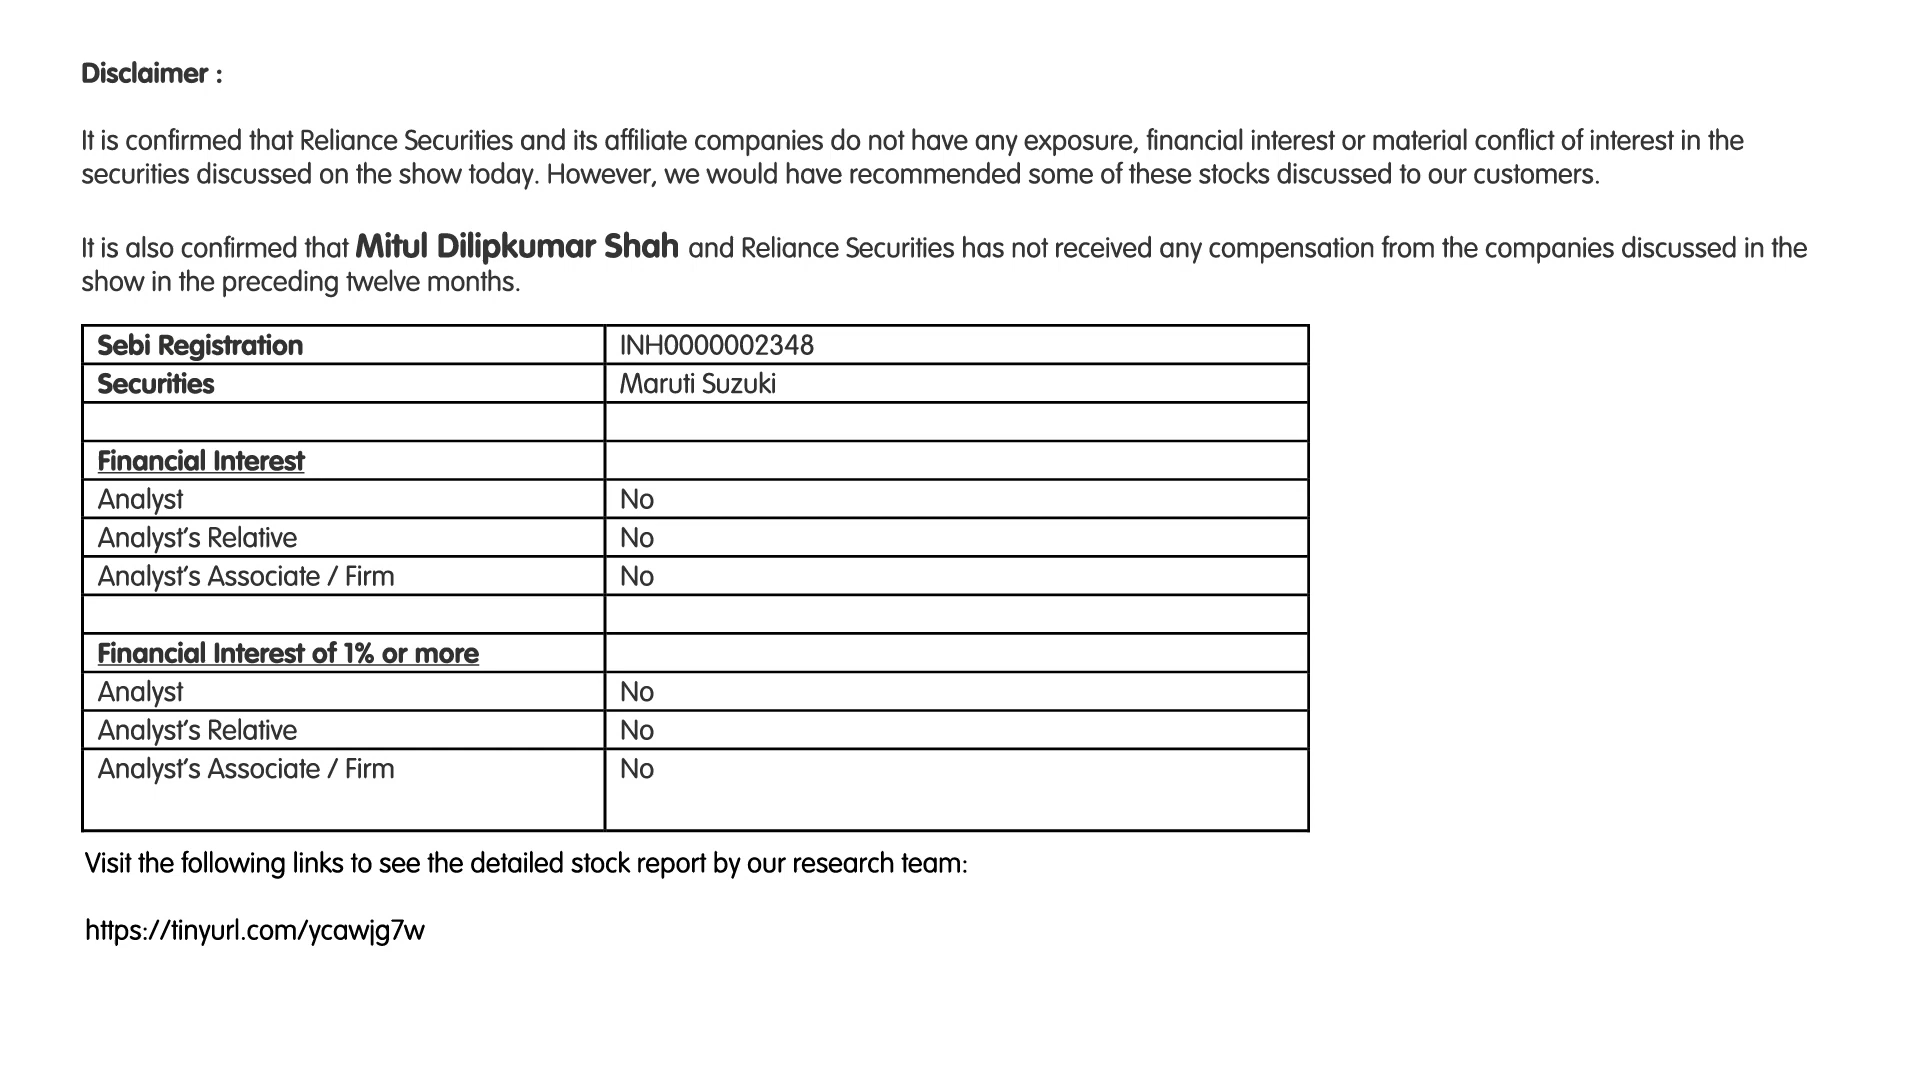 Disclaimer :
It is confirmed that Reliance Securities and its affiliate companies do not have any exposure, financial interest or material conflict of interest in the
securities discussed on the show today. However, we would have recommended some of these stocks discussed to our customers.
It is also confirmed that Mitul Dilipkumar Shah and Reliance Securities has not received any compensation from the companies discussed in the
show in the preceding twelve months.
Sebi Registration INH0000002348
Securities Maruti Suzuki
Financial Interest
Analyst No
Analyst's Relative No
Analyst's Associate / Firm No
Financial Interest of 1% or more
Analyst No
Analyst's Relative No
Analyst's Associate / Firm No
Visit the following links to see the detailed stock report by our research team:
https://tinyurl.com/ycawjg7w